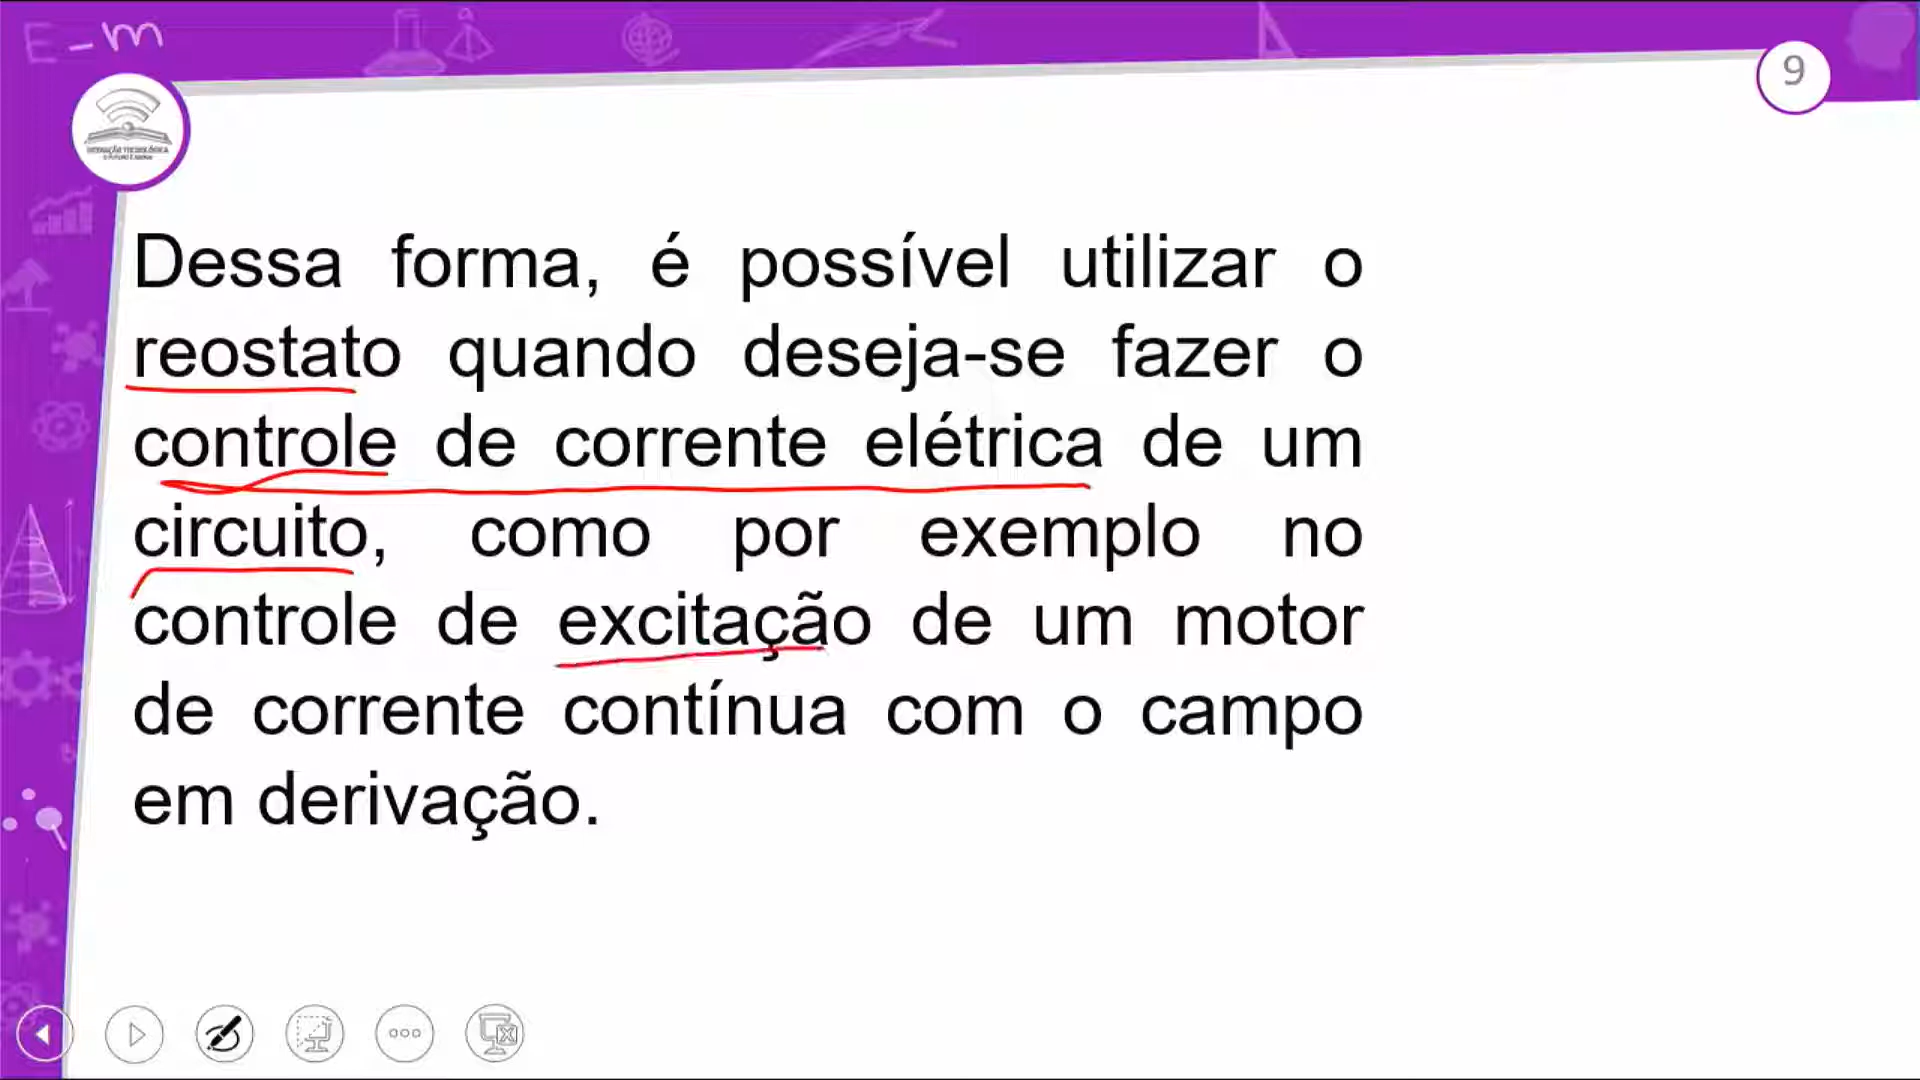 9
Dessa forma, é possível utilizar o
reostato quando deseja-se fazer o
controle de corrente elétrica de um
circuito, como por exemplo no
controle de excitação de um motor
de corrente contínua com o campo
em derivação.